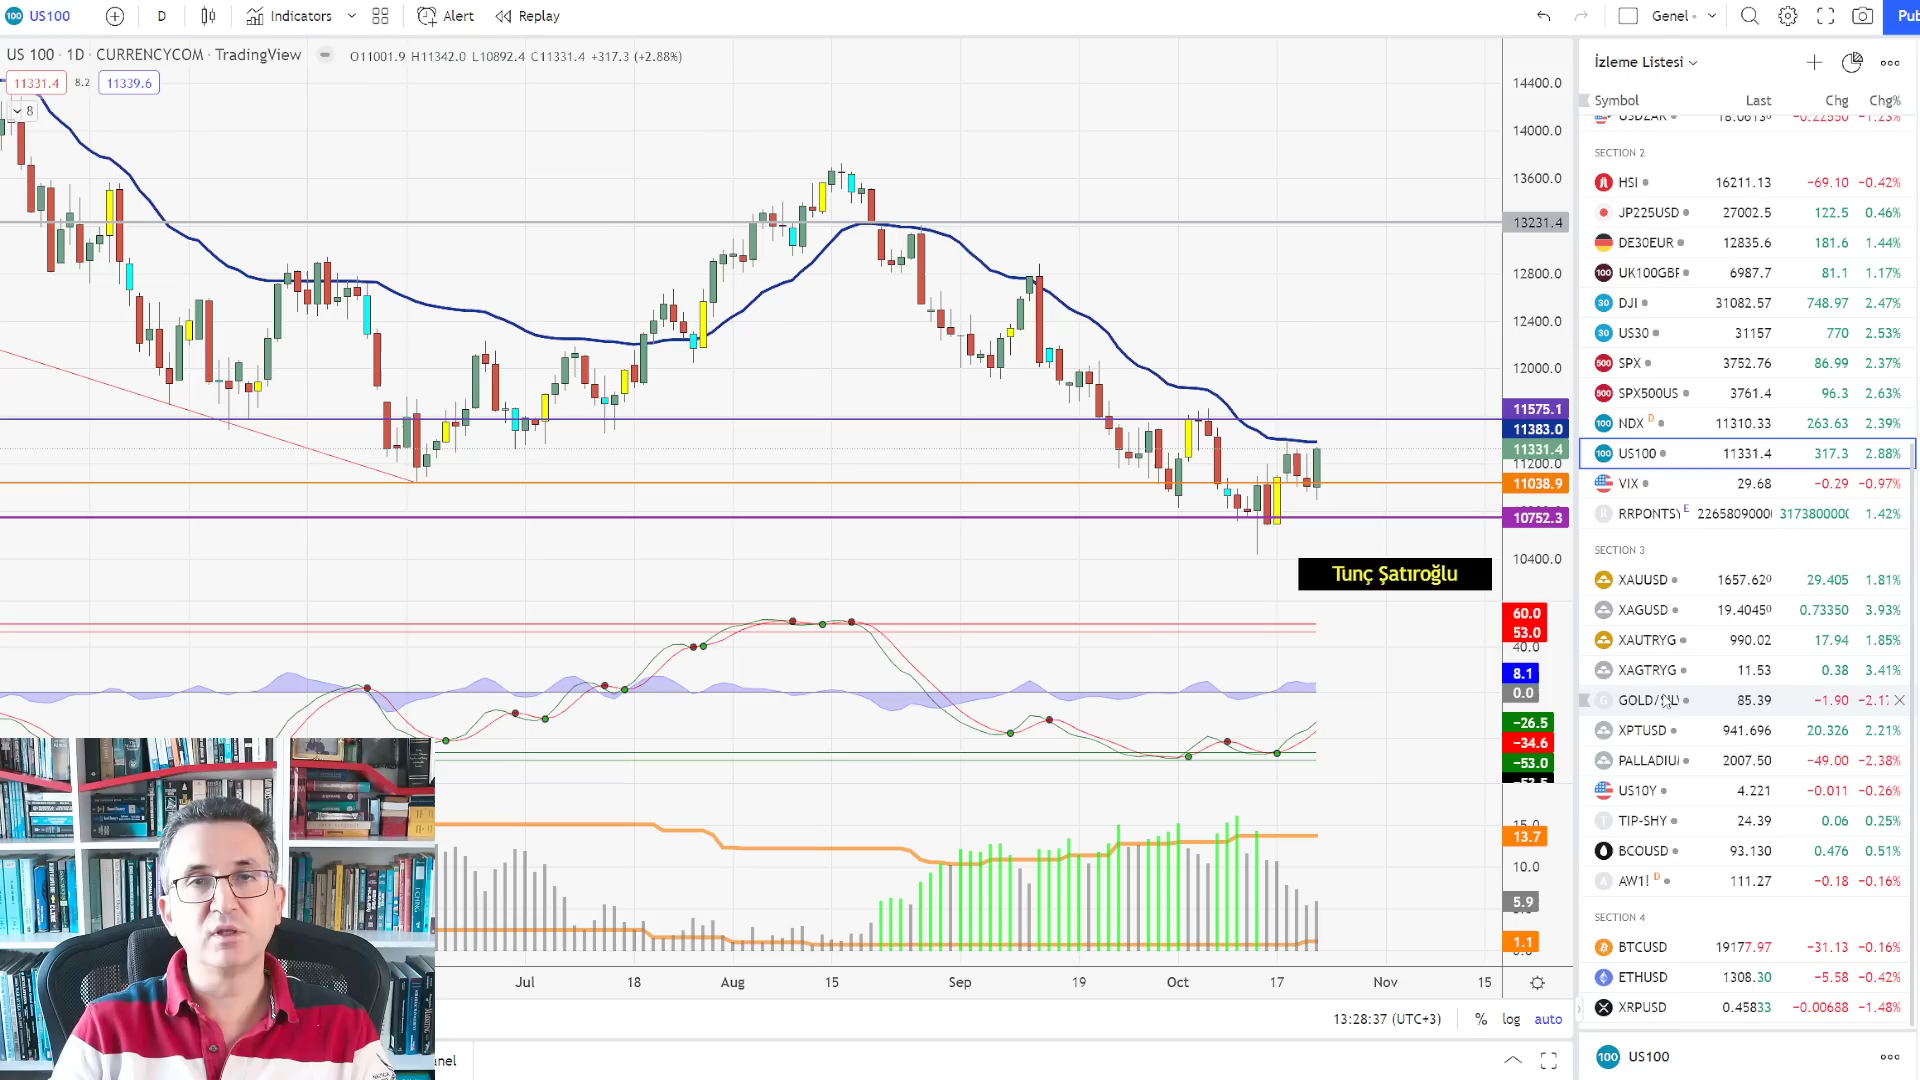 US100 D Indicators Alert Replay Genel Pub
US 100 · 1D · CURRENCYCOM · TradingView O11001.9 H11342.0 L10892.4 C11331.4 +317.3 (+2.88%)
11331.4 8.2 11339.6
8
14400.0
14000.0
13600.0
13231.4
12800.0
12400.0
12000.0
11575.1
11383.0
11331.4
11200.0
11038.9
10752.3
10400.0
Tunç Şatıroğlu
60.0
53.0
40.0
8.1
0.0
−26.5
−34.6
−53.0
13.7
10.0
5.9
1.1
Jul 18 Aug 15 Sep 19 Oct 17 Nov 15
13:28:37 (UTC+3) % log auto
anel
İzleme Listesi
Symbol Last Chg Chg%
USDZAR 18.0613⁰ −0.22550 −1.23%
SECTION 2
HSI 16211.13 −69.10 −0.42%
JP225USD 27002.5 122.5 0.46%
DE30EUR 12835.6 181.6 1.44%
100 UK100GBP 6987.7 81.1 1.17%
30 DJI 31082.57 748.97 2.47%
30 US30 31157 770 2.53%
500 SPX 3752.76 86.99 2.37%
500 SPX500US 3761.4 96.3 2.63%
100 NDX D 11310.33 263.63 2.39%
100 US100 11331.4 317.3 2.88%
VIX 29.68 −0.29 −0.97%
R RRPONTSY E 2265809000 3173800000 1.42%
SECTION 3
XAUUSD 1657.62⁰ 29.405 1.81%
XAGUSD 19.4045⁰ 0.73350 3.93%
XAUTRYG 990.02 17.94 1.85%
XAGTRYG 11.53 0.38 3.41%
G GOLD/SILV 85.39 −1.90 −2.17
XPTUSD 941.696 20.326 2.21%
PALLADIU 2007.50 −49.00 −2.38%
US10Y 4.221 −0.011 −0.26%
T TIP-SHY 24.39 0.06 0.25%
BCOUSD 93.130 0.476 0.51%
A AW1! D 111.27 −0.18 −0.16%
SECTION 4
BTCUSD 19177.97 −31.13 −0.16%
ETHUSD 1308.30 −5.58 −0.42%
XRPUSD 0.45833 −0.00688 −1.48%
100 US100